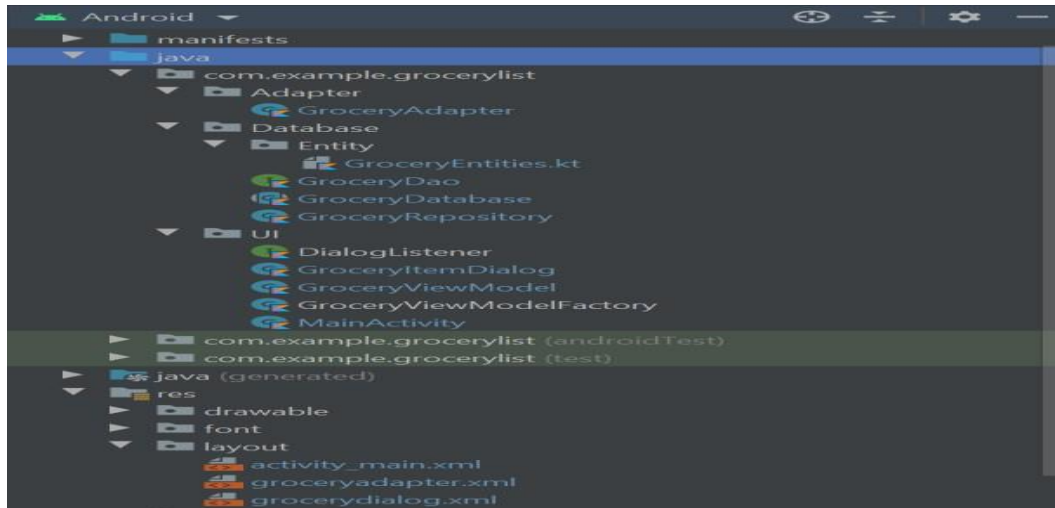 Android
manifests
java
com.example.grocerylist
Adapter
GroceryAdapter
Database
Entity
GroceryEntities.kt
GroceryDao
GroceryDatabase
GroceryRepository
UI
DialogListener
GroceryItemDialog
GroceryViewModel
GroceryViewModelFactory
MainActivity
com.example.grocerylist (androidTest)
com.example.grocerylist (test)
java (generated)
res
drawable
font
layout
activity_main.xml
groceryadapter.xml
grocerydialog.xml